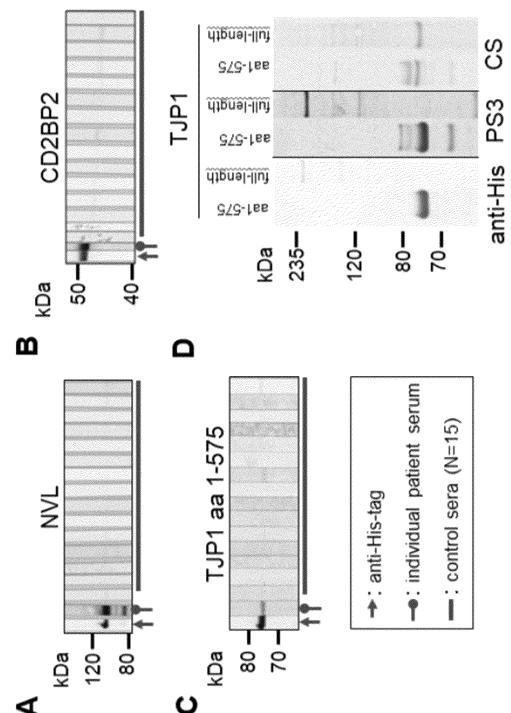 A
NVL
kDa
120
80
B
CD2BP2
kDa
50
40
C
TJP1 aa 1-575
kDa
80
70
: anti-His-tag
: individual patient serum
: control sera (N=15)
D
TJP1
aa1-575
full-length
aa1-575
full-length
aa1-575
full-length
kDa
235
120
80
70
anti-His
PS3
CS